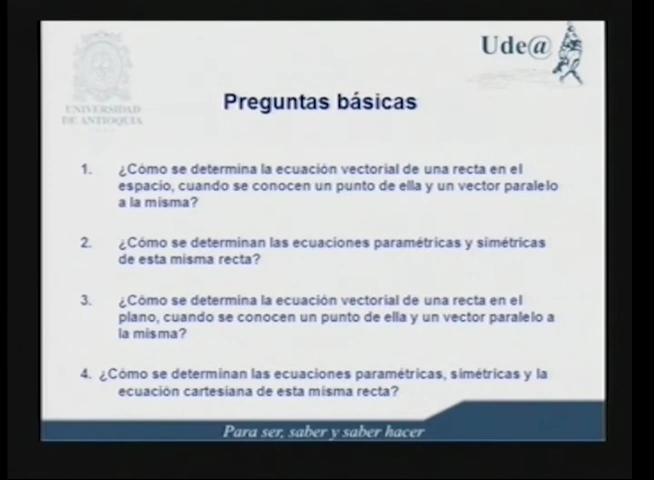 UNIVERSIDAD
DE ANTIOQUIA
Ude@
Preguntas básicas
1. ¿Cómo se determina la ecuación vectorial de una recta en el
espacio, cuando se conocen un punto de ella y un vector paralelo
a la misma?
2. ¿Cómo se determinan las ecuaciones paramétricas y simétricas
de esta misma recta?
3. ¿Cómo se determina la ecuación vectorial de una recta en el
plano, cuando se conocen un punto de ella y un vector paralelo a
la misma?
4. ¿Cómo se determinan las ecuaciones paramétricas, simétricas y la
ecuación cartesiana de esta misma recta?
Para ser, saber y saber hacer